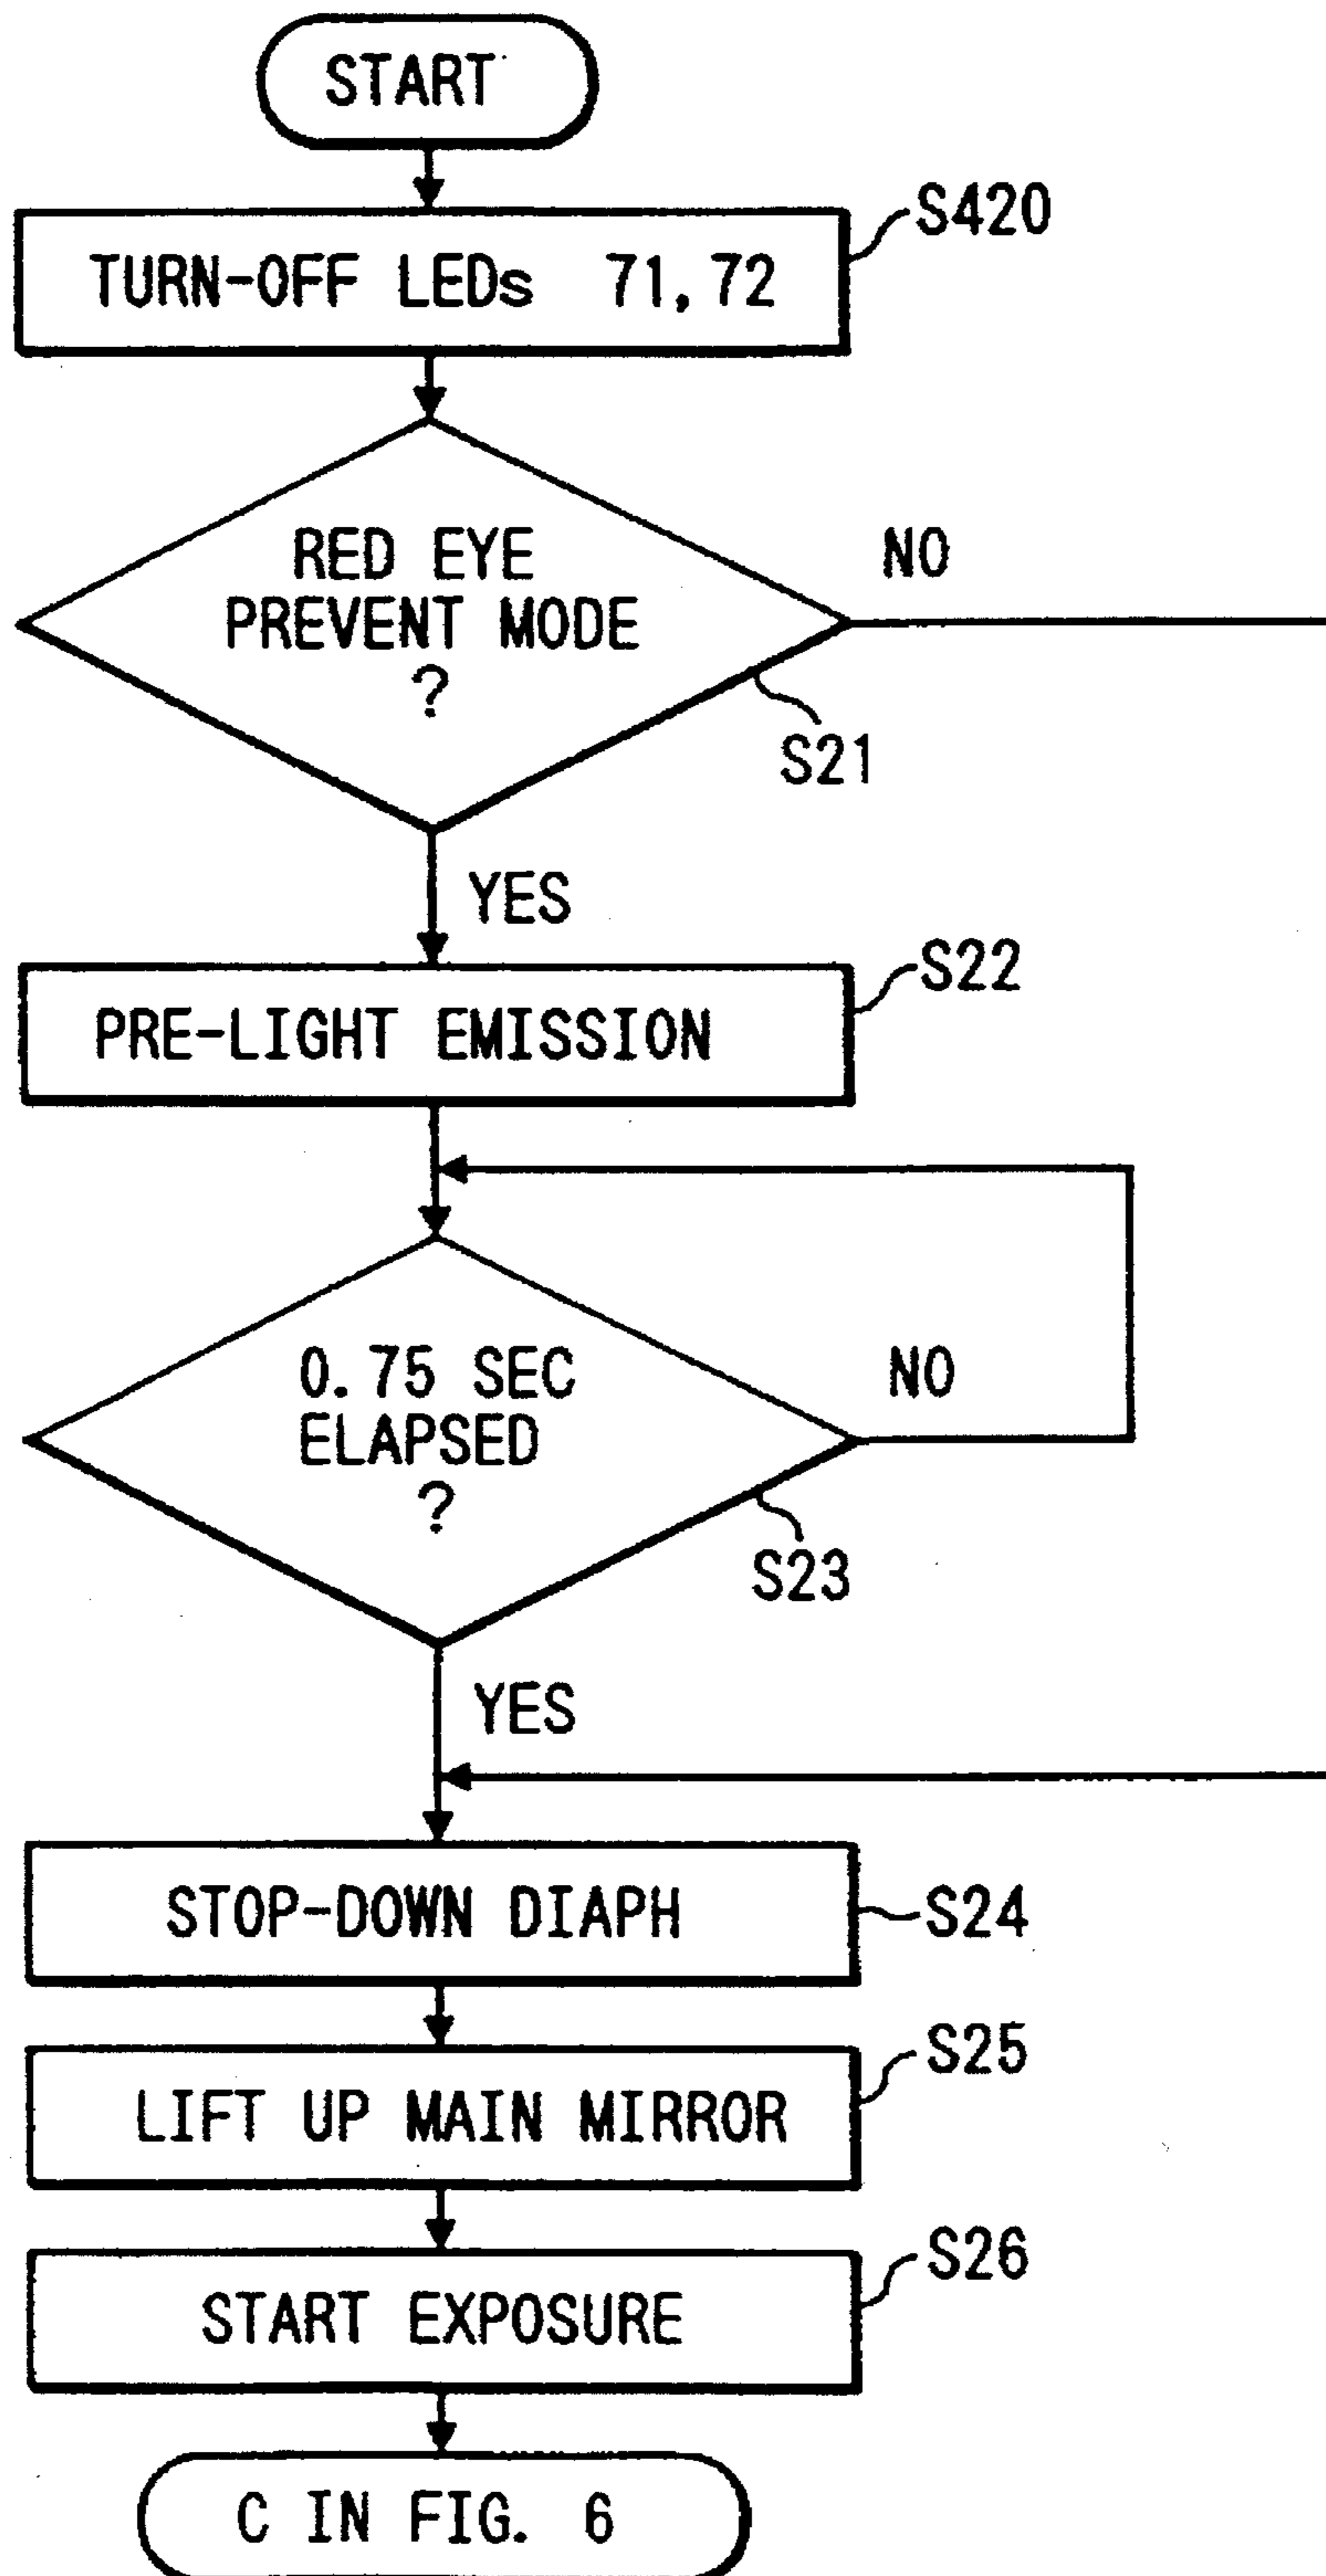 START
S420
TURN-OFF LEDs 71, 72
RED EYE
PREVENT MODE
?
NO
S21
YES
S22
PRE-LIGHT EMISSION
0.75 SEC
ELAPSED
?
NO
S23
YES
STOP-DOWN DIAPH
S24
S25
LIFT UP MAIN MIRROR
S26
START EXPOSURE
C IN FIG. 6